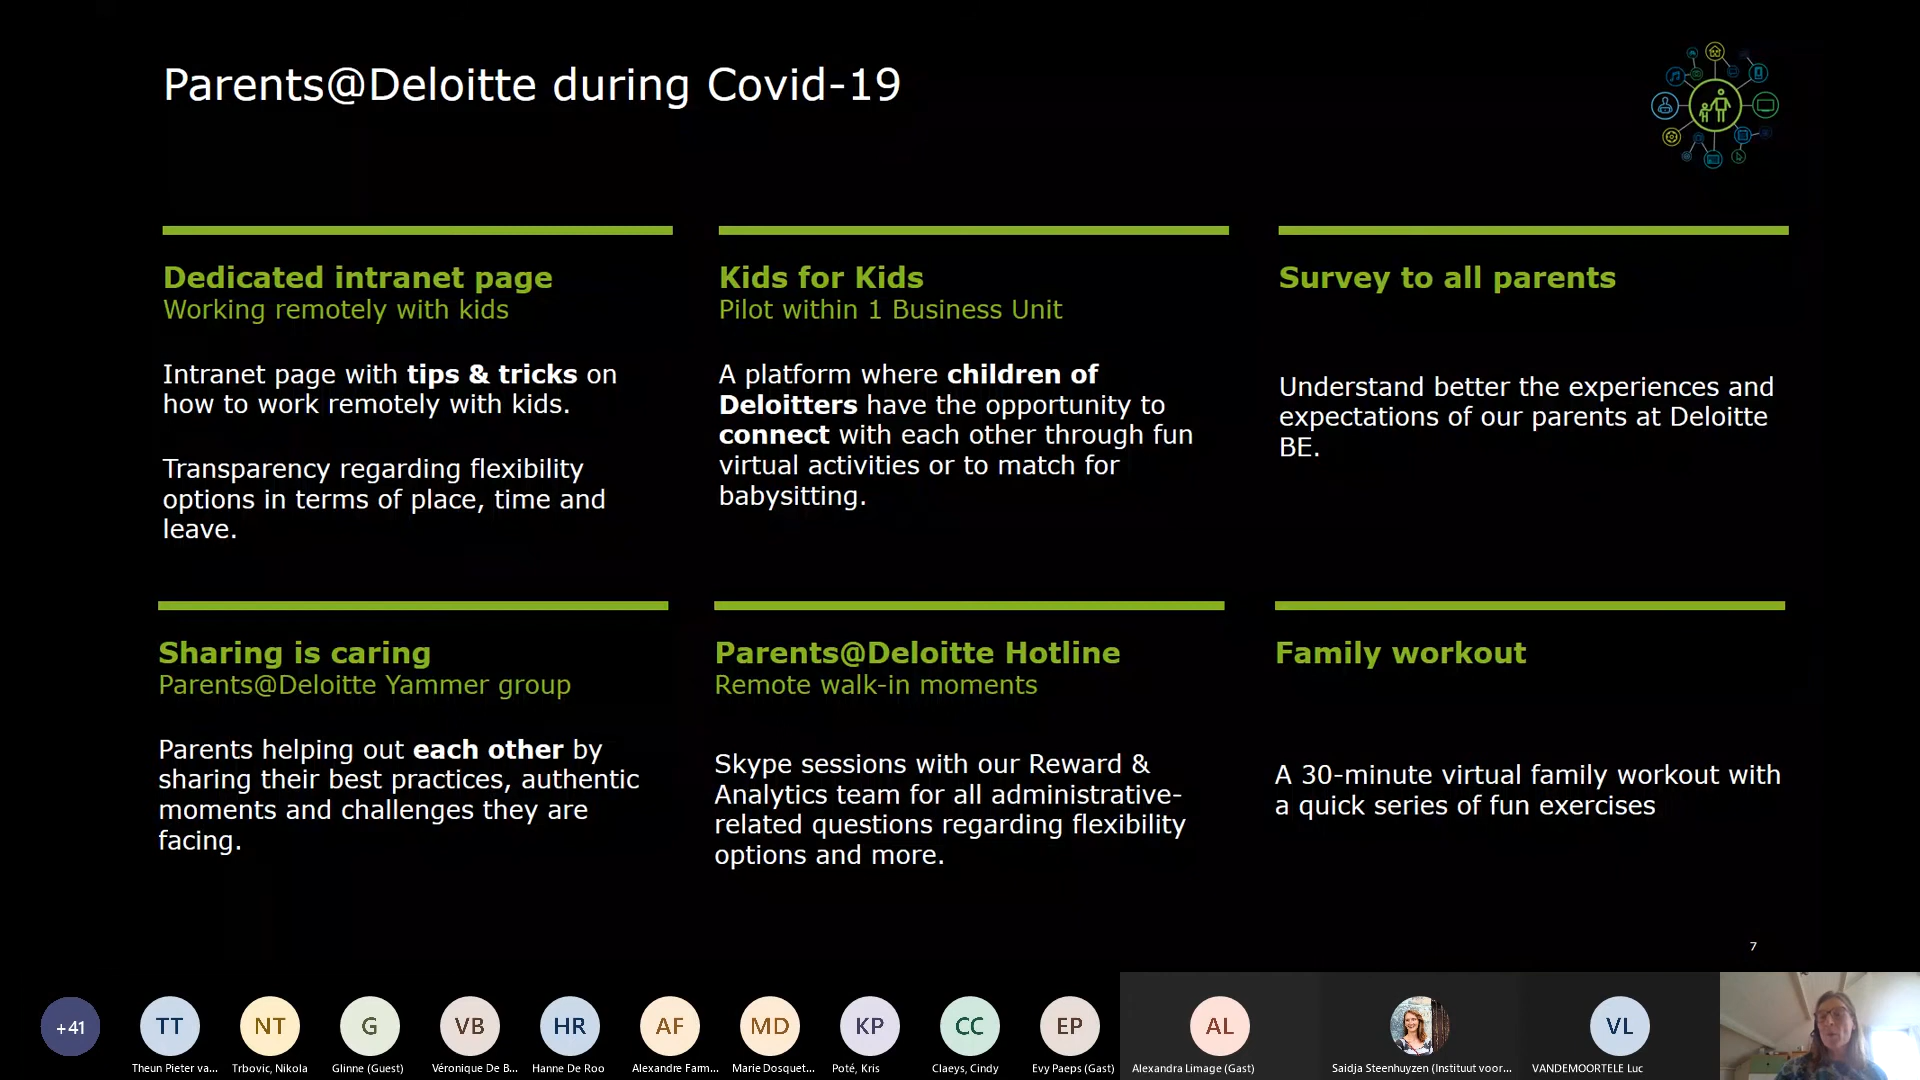 Parents@Deloitte during Covid-19
Dedicated intranet page
Working remotely with kids
Intranet page with tips & tricks on
how to work remotely with kids.
Transparency regarding flexibility
options in terms of place, time and
leave.
Kids for Kids
Pilot within 1 Business Unit
A platform where children of
Deloitters have the opportunity to
connect with each other through fun
virtual activities or to match for
babysitting.
Survey to all parents
Understand better the experiences and
expectations of our parents at Deloitte
BE.
Sharing is caring
Parents@Deloitte Yammer group
Parents helping out each other by
sharing their best practices, authentic
moments and challenges they are
facing.
Parents@Deloitte Hotline
Remote walk-in moments
Skype sessions with our Reward &
Analytics team for all administrative-
related questions regarding flexibility
options and more.
Family workout
A 30-minute virtual family workout with
a quick series of fun exercises
7
+41
TT
NT
G
VB
HR
AF
MD
KP
CC
EP
AL
VL
Theun Pieter va...
Trbovic, Nikola
Glinne (Guest)
Véronique De B...
Hanne De Roo
Alexandre Farm...
Marie Dosquet...
Poté, Kris
Claeys, Cindy
Evy Paeps (Gast)
Alexandra Limage (Gast)
Saidja Steenhuyzen (Instituut voor...
VANDEMOORTELE Luc